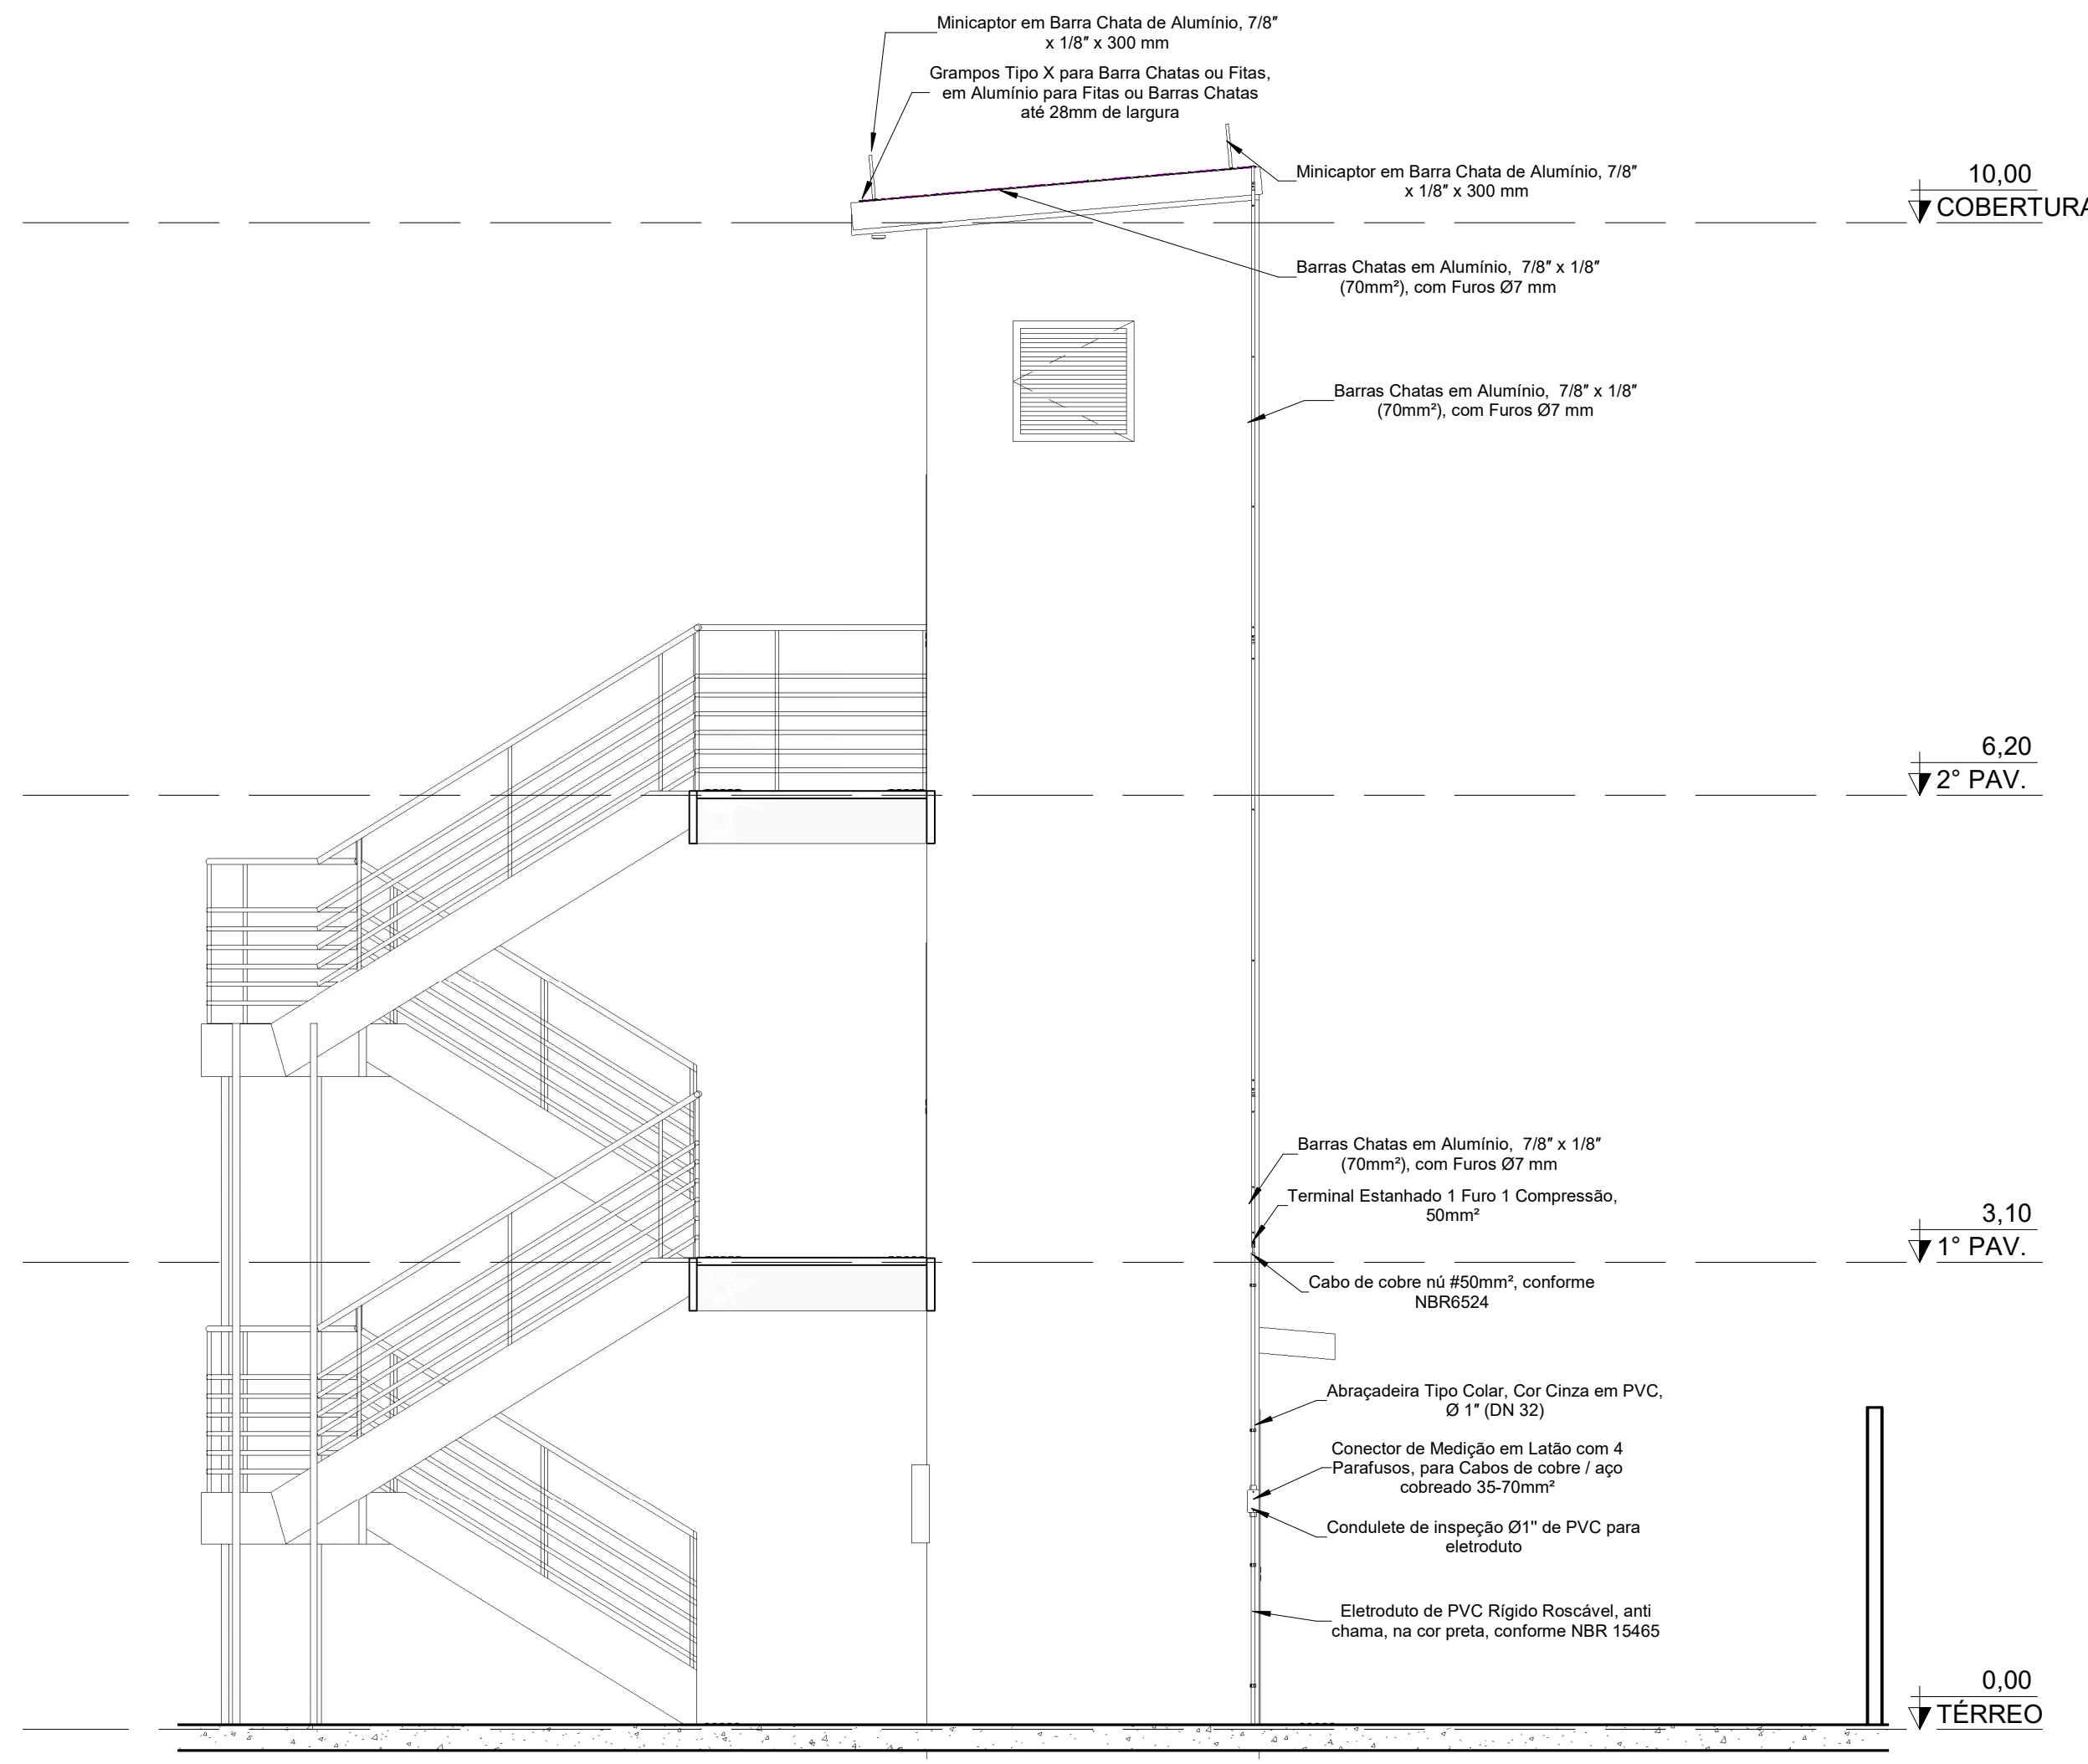 Minicaptor em Barra Chata de Alumínio, 7/8"
x 1/8" x 300 mm
Grampos Tipo X para Barra Chatas ou Fitas,
em Alumínio para Fitas ou Barras Chatas
até 28mm de largura
Minicaptor em Barra Chata de Alumínio, 7/8"
x 1/8" x 300 mm
10,00
COBERTURA
Barras Chatas em Alumínio, 7/8" x 1/8"
(70mm²), com Furos Ø7 mm
Barras Chatas em Alumínio, 7/8" x 1/8"
(70mm²), com Furos Ø7 mm
6,20
2° PAV.
Barras Chatas em Alumínio, 7/8" x 1/8"
(70mm²), com Furos Ø7 mm
Terminal Estanhado 1 Furo 1 Compressão,
50mm²
3,10
1° PAV.
Cabo de cobre nú #50mm², conforme
NBR6524
Abraçadeira Tipo Colar, Cor Cinza em PVC,
Ø 1" (DN 32)
Conector de Medição em Latão com 4
Parafusos, para Cabos de cobre / aço
cobreado 35-70mm²
Condulete de inspeção Ø1" de PVC para
eletroduto
Eletroduto de PVC Rígido Roscável, anti
chama, na cor preta, conforme NBR 15465
0,00
TÉRREO